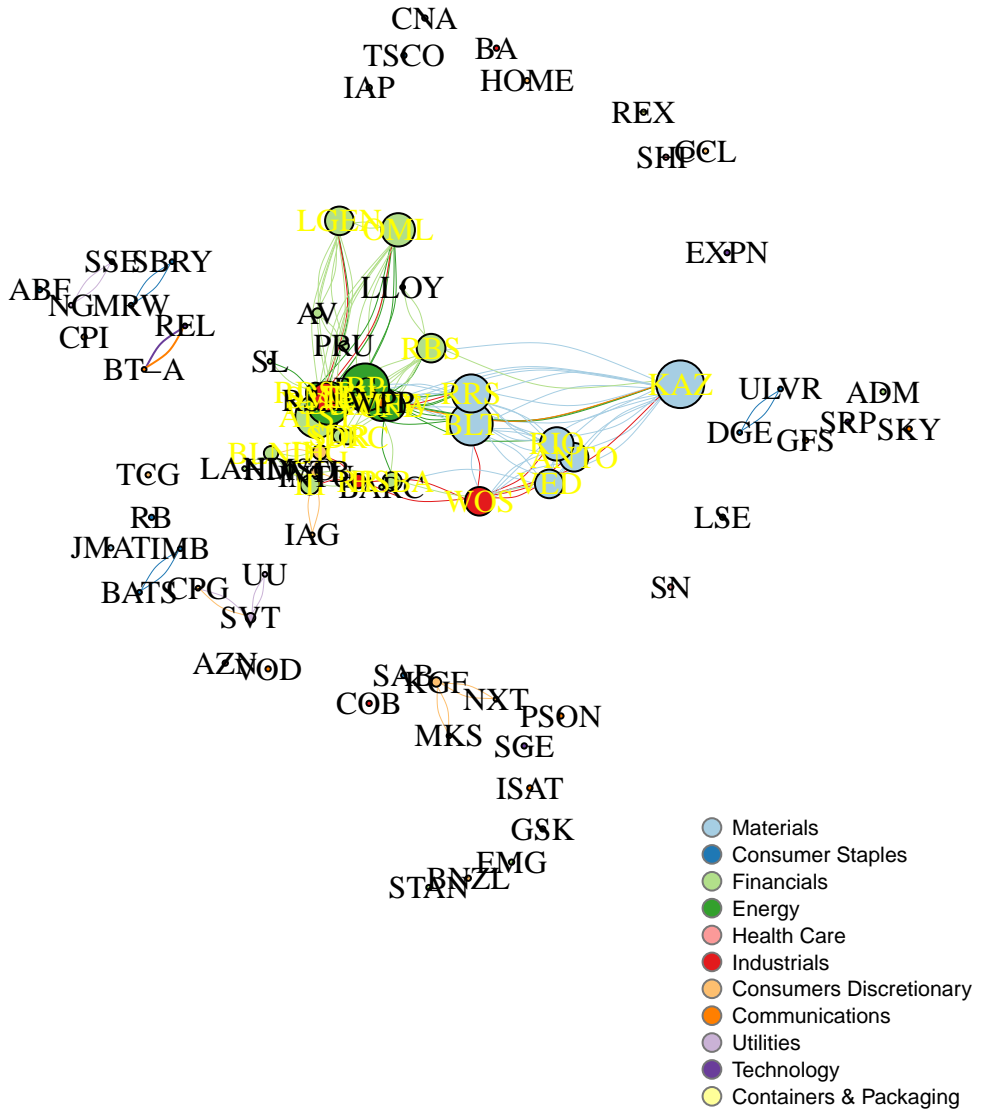 CNA
TSCO
BA
IAP
HOME
REX
SHP
CCL
LGEN
OML
EXPN
SSE
SBRY
ABF
NG
MRW
LLOY
CPI
REL
AV
PRU
RBS
BT-A
SL
RRS
KAZ
ULVR
ADM
WPP
BLT
DGE
GFS
SRP
SKY
RIO
ANTO
LAND
BARC
VED
WOS
TCG
RB
LSE
JMAT
IMB
IAG
BATS
CPG
UU
SN
SVT
AZN
VOD
SAB
KGF
NXT
COB
PSON
MKS
SGE
ISAT
GSK
EMG
BNZL
STAN
Materials
Consumer Staples
Financials
Energy
Health Care
Industrials
Consumers Discretionary
Communications
Utilities
Technology
Containers & Packaging